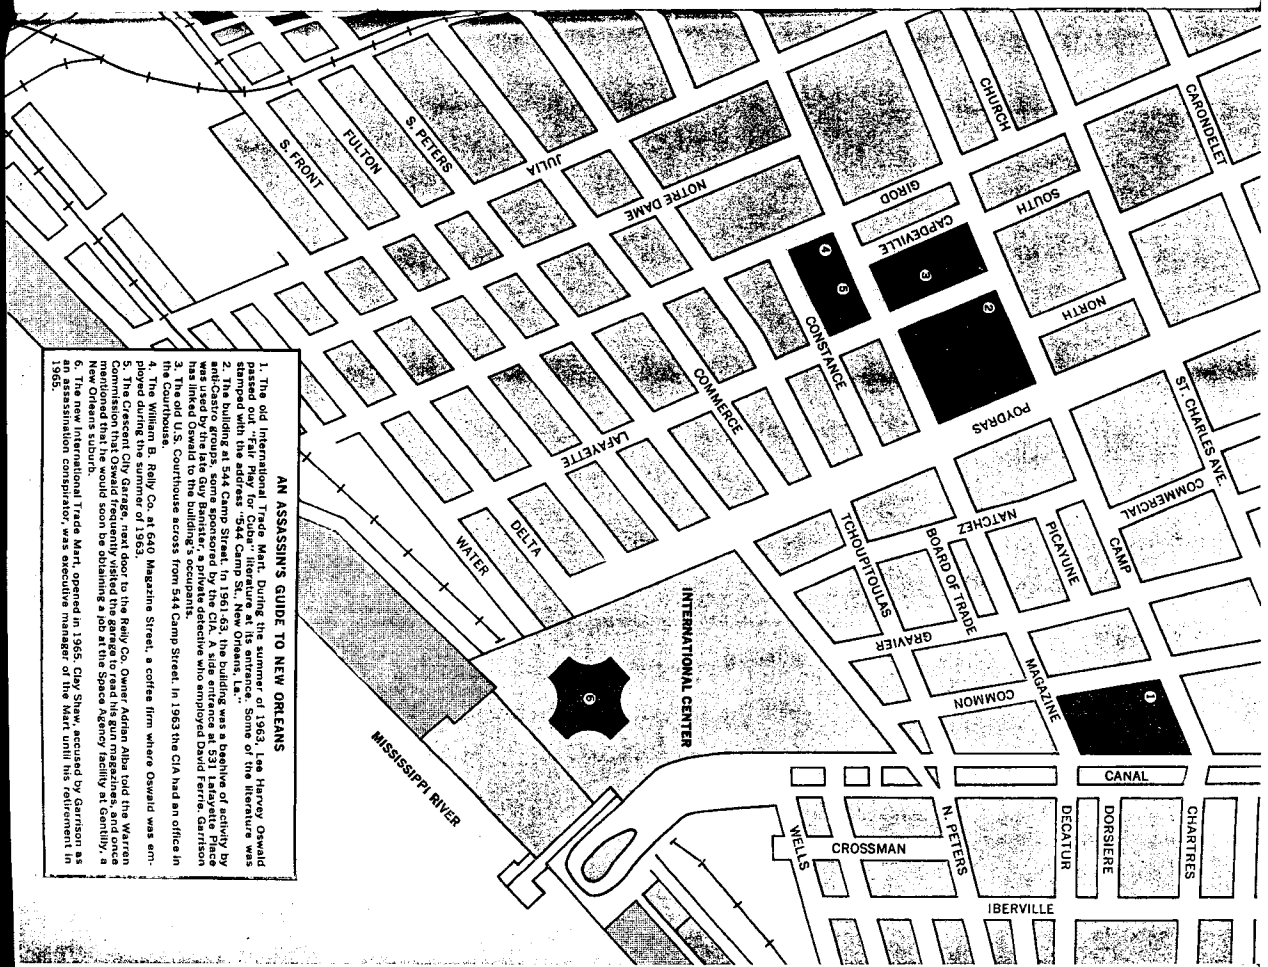 AN ASSASSIN'S GUIDE TO NEW ORLEANS
1. The old International Trade Mart. During the summer of 1963, Lee Harvey Oswald
passed out "Fair Play for Cuba" literature at its entrance. Some of the literature was
stamped with the address "544 Camp St., New Orleans, La."
2. The building at 544 Camp Street. In 1961-63, the building was a beehive of activity by
anti-Castro groups, some sponsored by the CIA. A side entrance at 531 Lafayette Place
was used by the late Guy Banister, a private detective who employed David Ferrie. Garrison
has linked Oswald to the building's occupants.
3. The old U.S. Courthouse across from 544 Camp Street. In 1963 the CIA had an office in
the Courthouse.
4. The William B. Reily Co. at 640 Magazine Street, a coffee firm where Oswald was em-
ployed during the summer of 1963.
5. The Crescent City Garage, next door to the Reily Co. Owner Adrian Alba told the Warren
Commission that Oswald frequently visited the garage to read his gun magazines, and once
mentioned that he would soon be obtaining a job at the Space Agency facility at Gentilly, a
New Orleans suburb.
6. The new International Trade Mart, opened in 1965. Clay Shaw, accused by Garrison as
an assassination conspirator, was executive manager of the Mart until his retirement in
1965.
CARONDELET
CHURCH
S. PETERS
FULTON
S. FRONT
JULIA
NOTRE DAME
GIROD
CAPDEVILLE
SOUTH
NORTH
4
5
3
2
CONSTANCE
COMMERCE
LAFAYETTE
POYDRAS
ST. CHARLES AVE.
COMMERCIAL
CAMP
PICAYUNE
NATCHEZ
BOARD OF TRADE
TCHOUPITOULAS
GRAVIER
DELTA
WATER
INTERNATIONAL CENTER
6
MAGAZINE
COMMON
1
MISSISSIPPI RIVER
CANAL
WELLS
CROSSMAN
N. PETERS
DECATUR
DORSIERE
CHARTRES
IBERVILLE